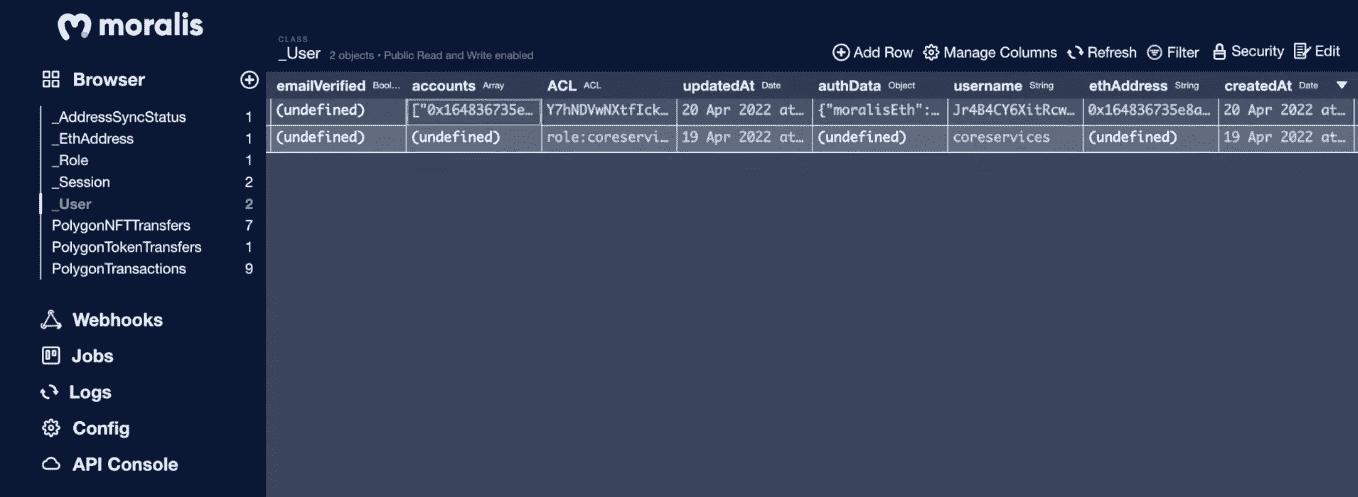 moralis
CLASS
_User 2 objects • Public Read and Write enabled
Add Row Manage Columns Refresh Filter Security Edit
Browser
_AddressSyncStatus 1
_EthAddress 1
_Role 1
_Session 2
_User 2
PolygonNFTTransfers 7
PolygonTokenTransfers 1
PolygonTransactions 9
Webhooks
Jobs
Logs
Config
API Console
emailVerified Bool... accounts Array ACL ACL updatedAt Date authData Object username String ethAddress String createdAt Date
(undefined) ["0x164836735e… Y7hNDVwNXtfIck… 20 Apr 2022 at… {"moralisEth":… Jr4B4CY6XitRcw… 0x164836735e8a… 20 Apr 2022 at…
(undefined) (undefined) role:coreservi… 19 Apr 2022 at… (undefined) coreservices (undefined) 19 Apr 2022 at…